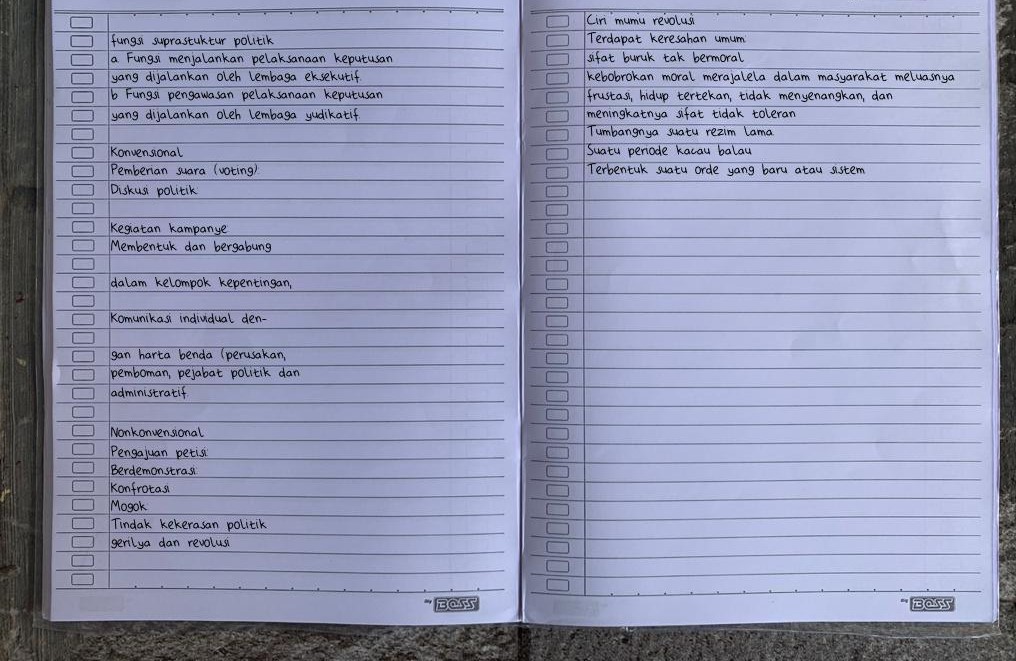 fungsi suprastuktur politik
a Fungsi menjalankan pelaksanaan keputusan
yang dijalankan oleh lembaga eksekutif.
b Fungsi pengawasan pelaksanaan keputusan
yang dijalankan oleh lembaga yudikatif.
Konvensional
Pemberian suara (voting)
Diskusi politik
Kegiatan kampanye
Membentuk dan bergabung
dalam kelompok kepentingan,
Komunikasi individual den-
gan harta benda (perusakan,
pemboman, pejabat politik dan
administratif
Nonkonvensional
Pengajuan petisi
Berdemonstrasi
Konfrotasi
Mogok
Tindak kekerasan politik
gerilya dan revolusi
my BOSS
Ciri mumu revolusi
Terdapat keresahan umum
sifat buruk tak bermoral
kebobrokan moral merajalela dalam masyarakat meluasnya
frustasi, hidup tertekan, tidak menyenangkan, dan
meningkatnya sifat tidak toleran
Tumbangnya suatu rezim lama
Suatu periode kacau balau
Terbentuk suatu orde yang baru atau sistem
my BOSS